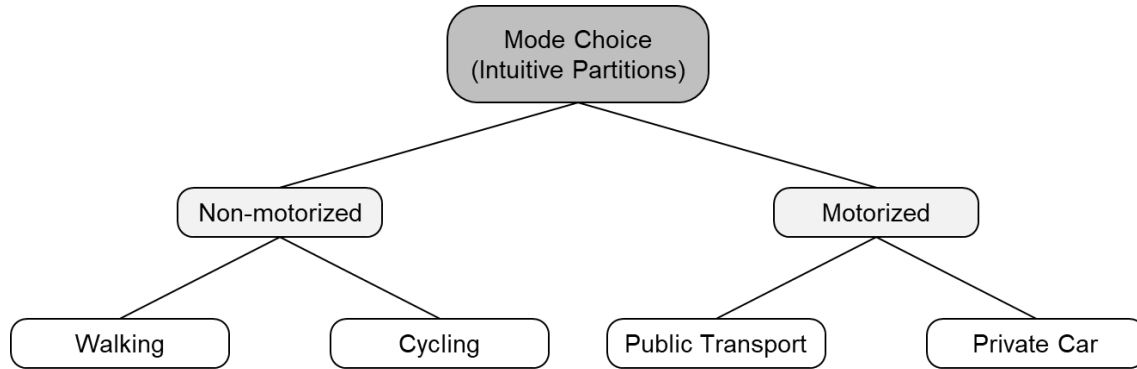 Mode Choice
(Intuitive Partitions)
Non-motorized
Motorized
Walking
Cycling
Public Transport
Private Car